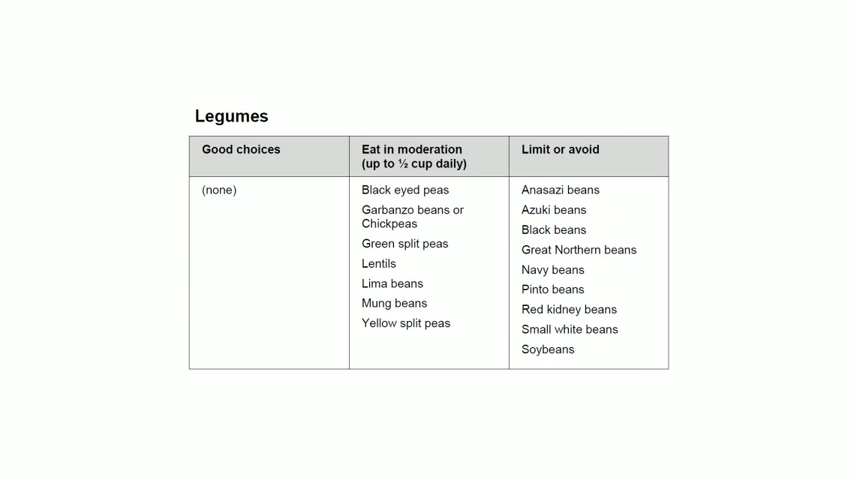 Legumes
Good choices
Eat in moderation
(up to ½ cup daily)
Limit or avoid
(none)
Black eyed peas
Garbanzo beans or
Chickpeas
Green split peas
Lentils
Lima beans
Mung beans
Yellow split peas
Anasazi beans
Azuki beans
Black beans
Great Northern beans
Navy beans
Pinto beans
Red kidney beans
Small white beans
Soybeans